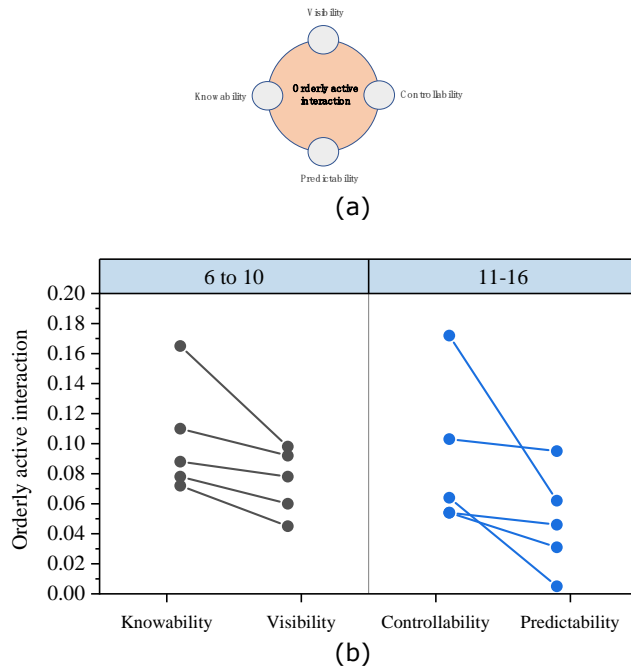 Visibility
Knowability
Orderly active
interaction
Controllability
Predictability
(a)
6 to 10
11-16
Orderly active interaction
0.20
0.18
0.16
0.14
0.12
0.10
0.08
0.06
0.04
0.02
0.00
Knowability
Visibility
Controllability
Predictability
(b)